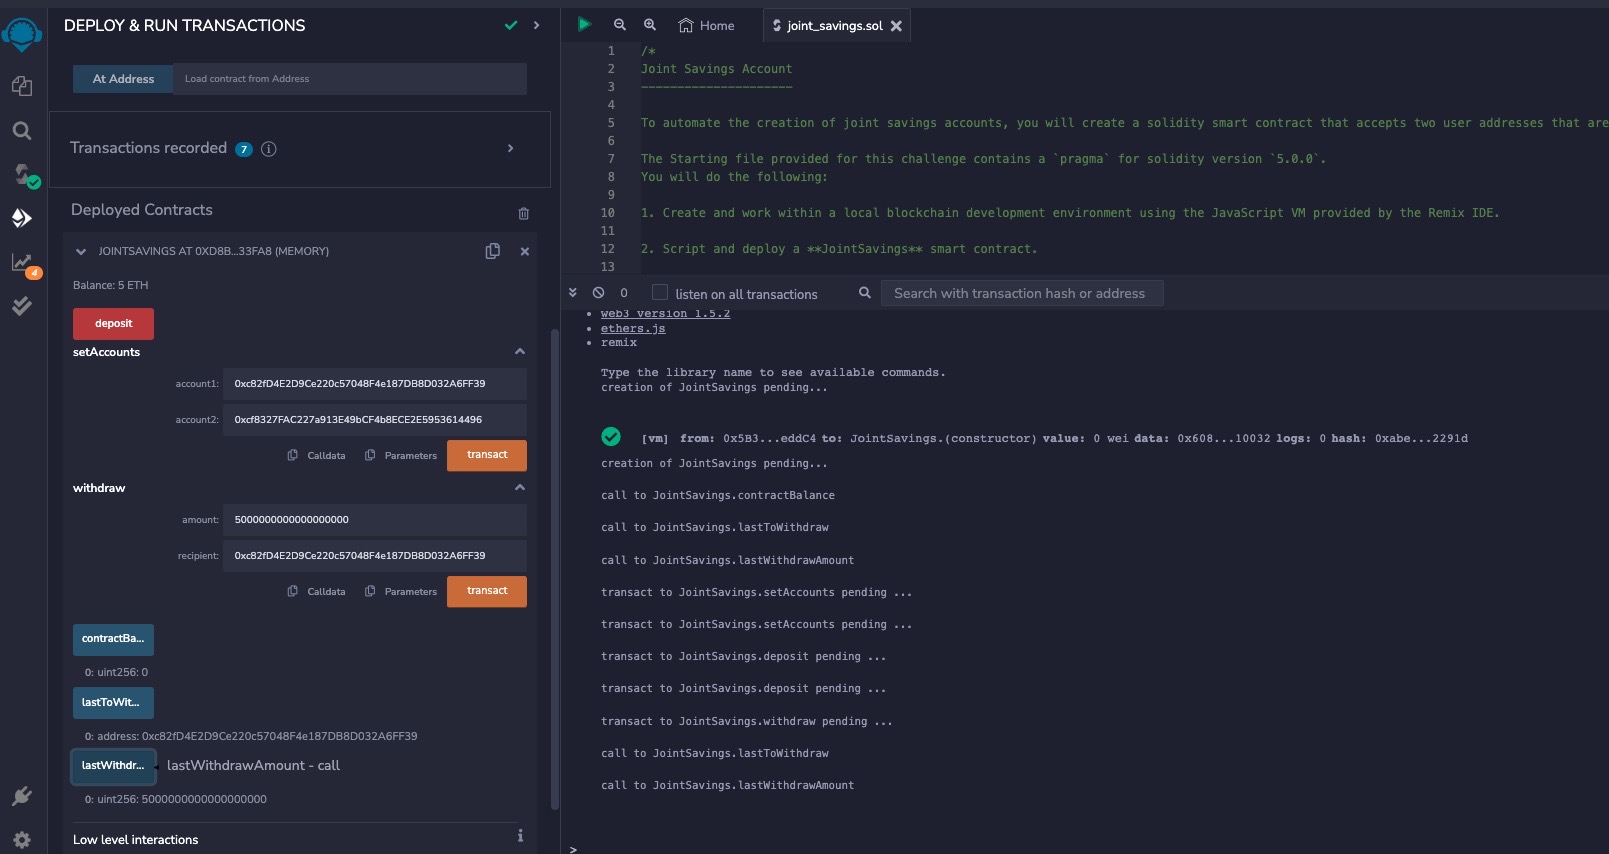 DEPLOY & RUN TRANSACTIONS
At Address
Load contract from Address
Transactions recorded 7 i
Deployed Contracts
JOINTSAVINGS AT 0XD8B...33FA8 (MEMORY)
Balance: 5 ETH
deposit
setAccounts
account1: 0xc82fD4E2D9Ce220c57048F4e187DB8D032A6FF39
account2: 0xcf8327FAC227a913E49bCF4b8ECE2E5953614496
Calldata Parameters transact
withdraw
amount: 5000000000000000000
recipient: 0xc82fD4E2D9Ce220c57048F4e187DB8D032A6FF39
Calldata Parameters transact
contractBa...
0: uint256: 0
lastToWit...
0: address: 0xc82fD4E2D9Ce220c57048F4e187DB8D032A6FF39
lastWithdr... lastWithdrawAmount - call
0: uint256: 5000000000000000000
Low level interactions i
4
Home joint_savings.sol
1 /*
2 Joint Savings Account
3 ---------------------
4
5 To automate the creation of joint savings accounts, you will create a solidity smart contract that accepts two user addresses that are
6
7 The Starting file provided for this challenge contains a `pragma` for solidity version `5.0.0`.
8 You will do the following:
9
10 1. Create and work within a local blockchain development environment using the JavaScript VM provided by the Remix IDE.
11
12 2. Script and deploy a **JointSavings** smart contract.
13
0 listen on all transactions Search with transaction hash or address
• web3 version 1.5.2
• ethers.js
• remix
Type the library name to see available commands.
creation of JointSavings pending...
[vm] from: 0x5B3...eddC4 to: JointSavings.(constructor) value: 0 wei data: 0x608...10032 logs: 0 hash: 0xabe...2291d
creation of JointSavings pending...
call to JointSavings.contractBalance
call to JointSavings.lastToWithdraw
call to JointSavings.lastWithdrawAmount
transact to JointSavings.setAccounts pending ...
transact to JointSavings.setAccounts pending ...
transact to JointSavings.deposit pending ...
transact to JointSavings.deposit pending ...
transact to JointSavings.withdraw pending ...
call to JointSavings.lastToWithdraw
call to JointSavings.lastWithdrawAmount
>